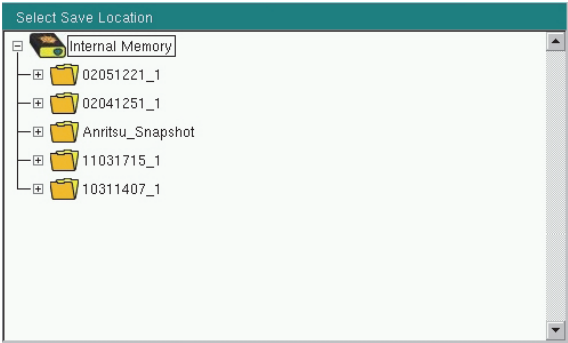 Select Save Location
Internal Memory
02051221_1
02041251_1
Anritsu_Snapshot
11031715_1
10311407_1